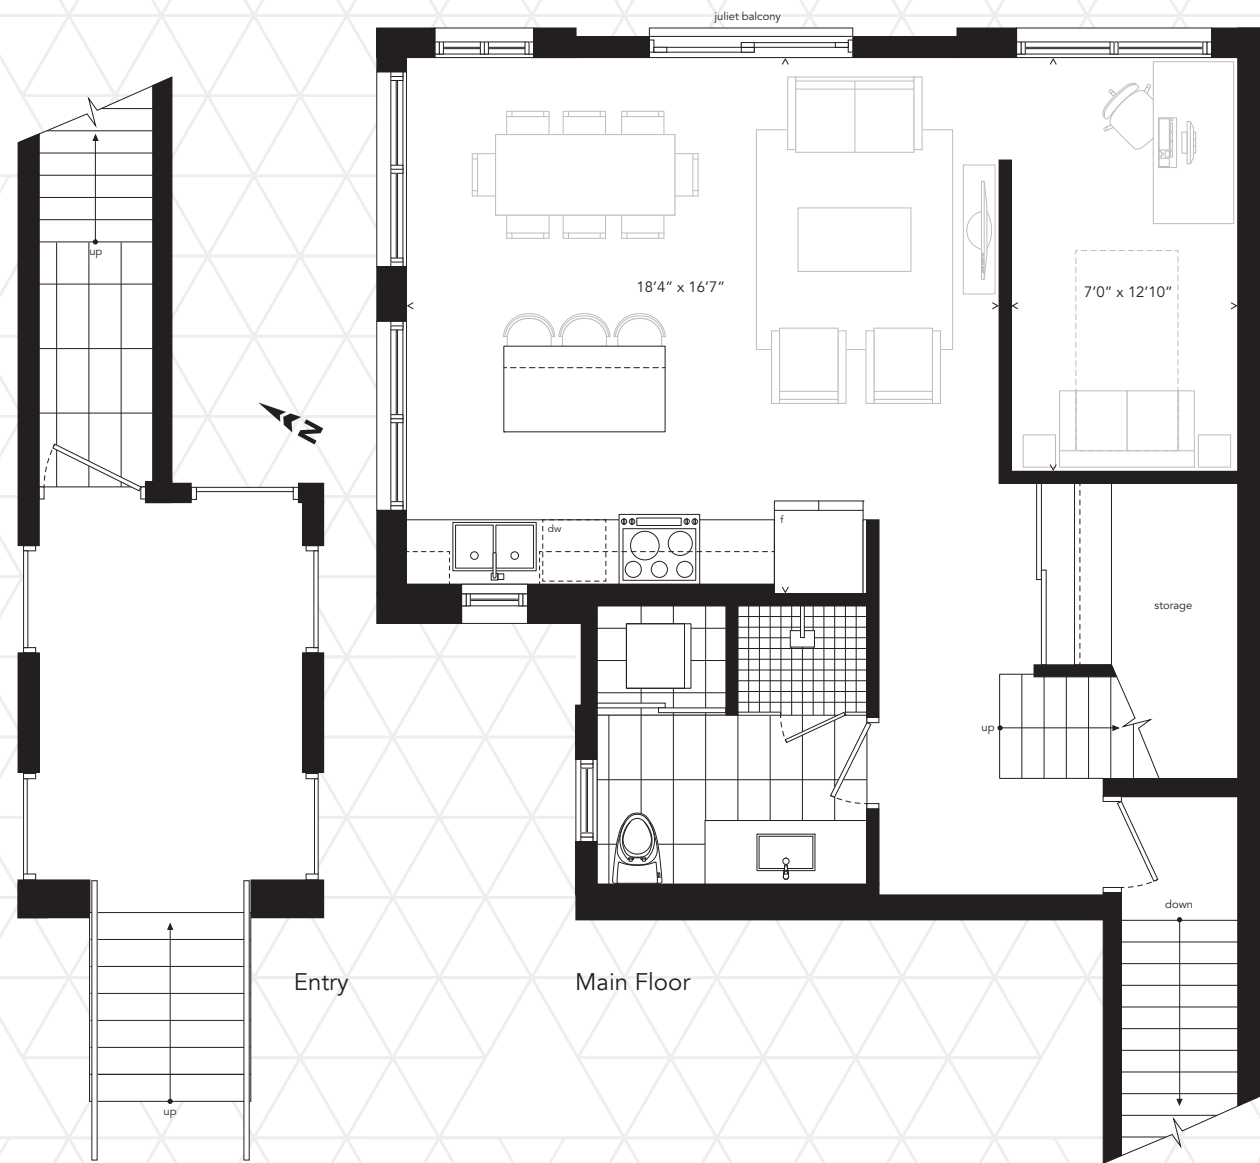 juliet balcony
up
18'4" x 16'7"
7'0" x 12'10"
N
dw
f
storage
up
down
Entry
Main Floor
up